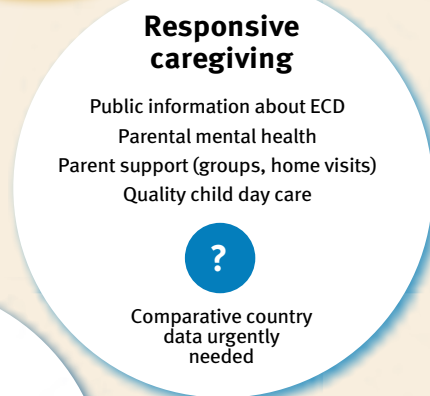 Responsive
caregiving
Public information about ECD
Parental mental health
Parent support (groups, home visits)
Quality child day care
?
Comparative country
data urgently
needed